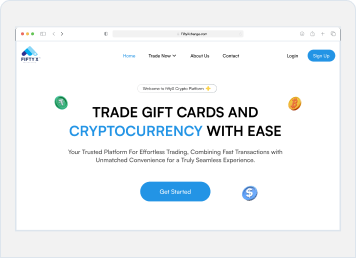 FiftyXchange.com
FIFTY X
Home
Trade Now
About Us
Contact
Login
Sign Up
Welcome to fiftyX Crypto Platform
TRADE GIFT CARDS AND
CRYPTOCURRENCY WITH EASE
Your Trusted Platform For Effortless Trading, Combining Fast Transactions with
Unmatched Convenience for a Truly Seamless Experience.
Get Started